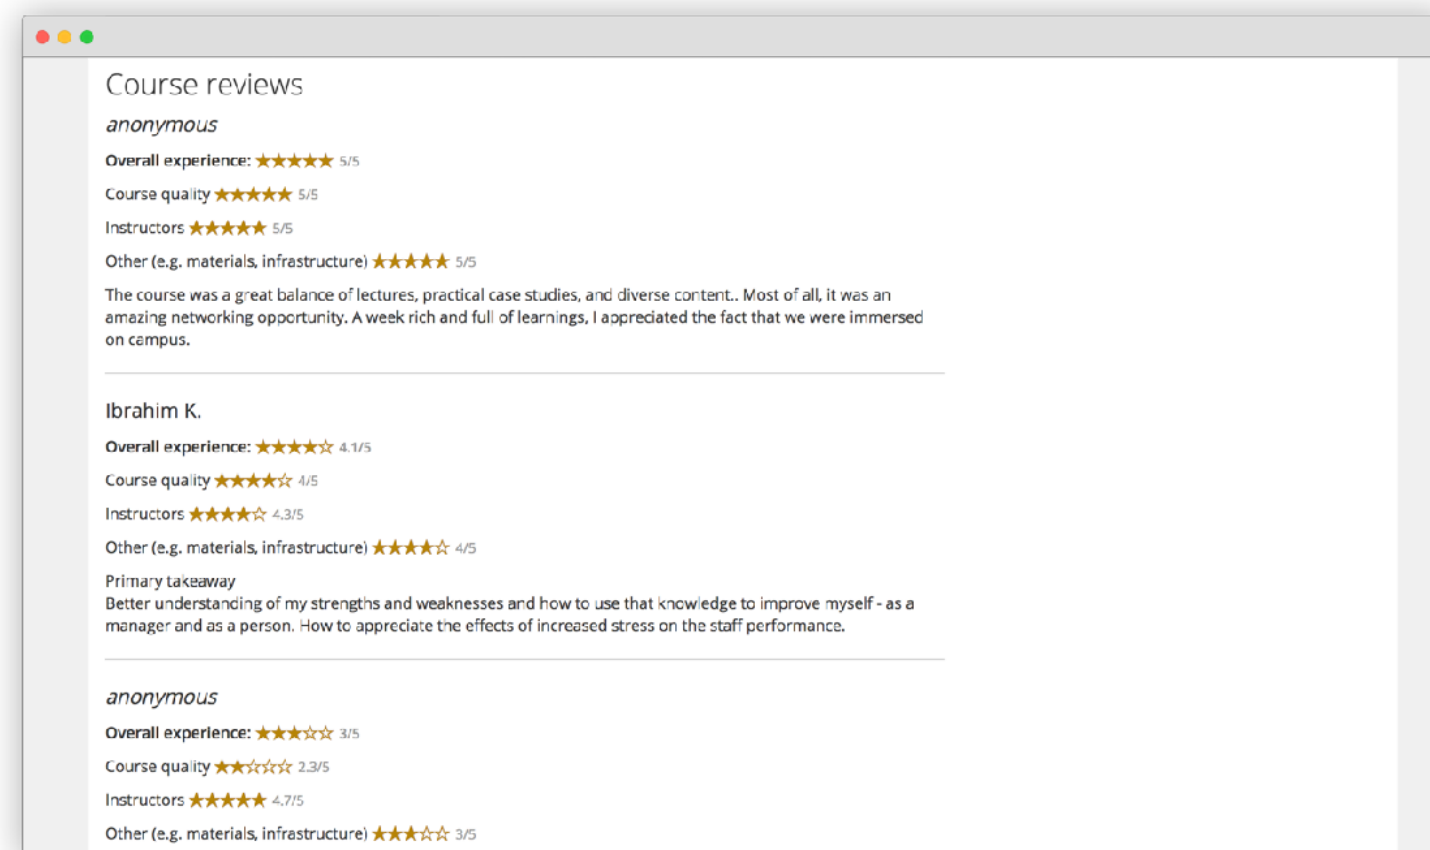 Course reviews
anonymous
Overall experience: ★★★★★ 5/5
Course quality ★★★★★ 5/5
Instructors ★★★★★ 5/5
Other (e.g. materials, infrastructure) ★★★★★ 5/5
The course was a great balance of lectures, practical case studies, and diverse content.. Most of all, it was an
amazing networking opportunity. A week rich and full of learnings, I appreciated the fact that we were immersed
on campus.
Ibrahim K.
Overall experience: ★★★★☆ 4.1/5
Course quality ★★★★☆ 4/5
Instructors ★★★★☆ 4.3/5
Other (e.g. materials, infrastructure) ★★★★☆ 4/5
Primary takeaway
Better understanding of my strengths and weaknesses and how to use that knowledge to improve myself - as a
manager and as a person. How to appreciate the effects of increased stress on the staff performance.
anonymous
Overall experience: ★★★☆☆ 3/5
Course quality ★★☆☆☆ 2.3/5
Instructors ★★★★★ 4.7/5
Other (e.g. materials, infrastructure) ★★★☆☆ 3/5